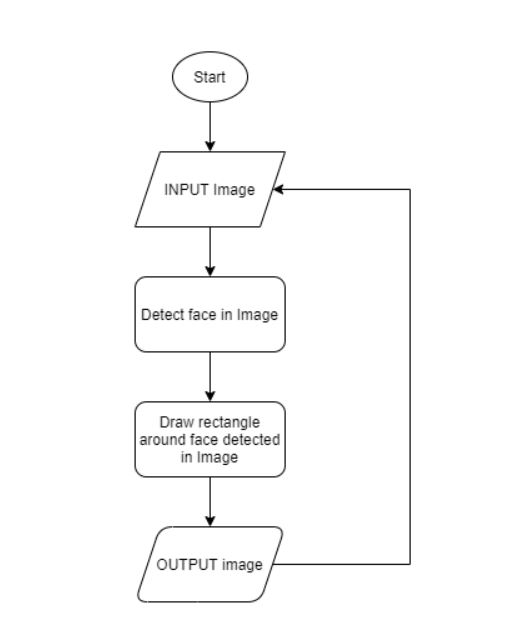 Start
INPUT Image
Detect face in Image
Draw rectangle
around face detected
in Image
OUTPUT image